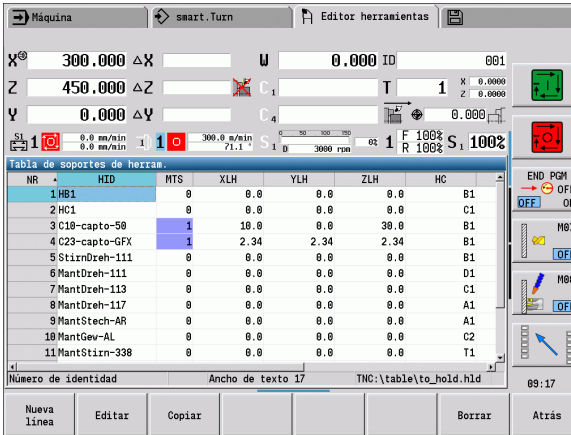 Máquina
smart.Turn
Editor herramientas
X 300.000 ΔX W 0.000 ID 001
Z 450.000 ΔZ C 1 T 1 X 0.0000 Z 0.0000
Y 0.000 ΔY C 4 0.000
S1 1 0.0 mm/min 0.0 mm/min 1 1 300.0 m/min 71.1 ° S 1 0 50 100 150 D 3000 rpm 0% 1 F 100% R 100% S 1 100%
Tabla de soportes de herram.
NR HID MTS XLH YLH ZLH HC
1 HB1 0 0.0 0.0 0.0 B1
2 HC1 0 0.0 0.0 0.0 C1
3 C10-capto-50 1 10.0 0.0 30.0 B1
4 C23-capto-GFX 1 2.34 2.34 2.34 B1
5 StirnDreh-111 0 0.0 0.0 0.0 B1
6 MantDreh-111 0 0.0 0.0 0.0 D1
7 MantDreh-113 0 0.0 0.0 0.0 C1
8 MantDreh-117 0 0.0 0.0 0.0 A1
9 MantStech-AR 0 0.0 0.0 0.0 A1
10 MantGew-AL 0 0.0 0.0 0.0 C2
11 MantStirn-338 0 0.0 0.0 0.0 T1
Número de identidad Ancho de texto 17 TNC:\table\to_hold.hld
END PGM
OFF
OFF
09:17
Nueva línea
Editar
Copiar
Borrar
Atrás